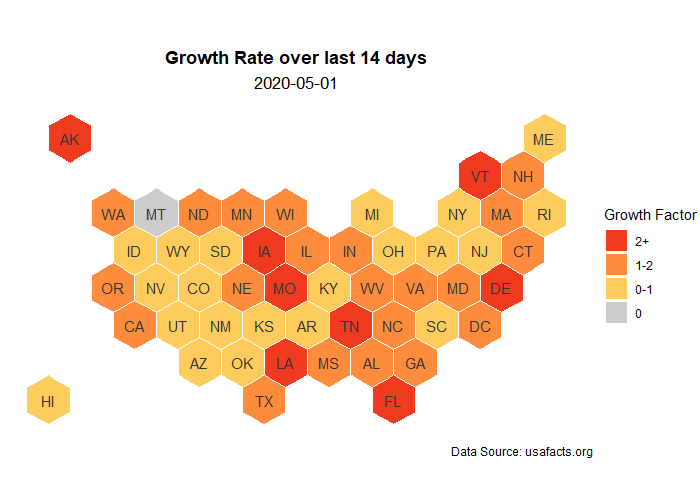 Growth Rate over last 14 days
2020-05-01
AK ME
VT NH
WA MT ND MN WI MI NY MA RI
Growth Factor
ID WY SD IA IL IN OH PA NJ CT
2+
1-2
OR NV CO NE MO KY WV VA MD DE
0-1
0
CA UT NM KS AR TN NC SC DC
AZ OK LA MS AL GA
HI TX FL
Data Source: usafacts.org